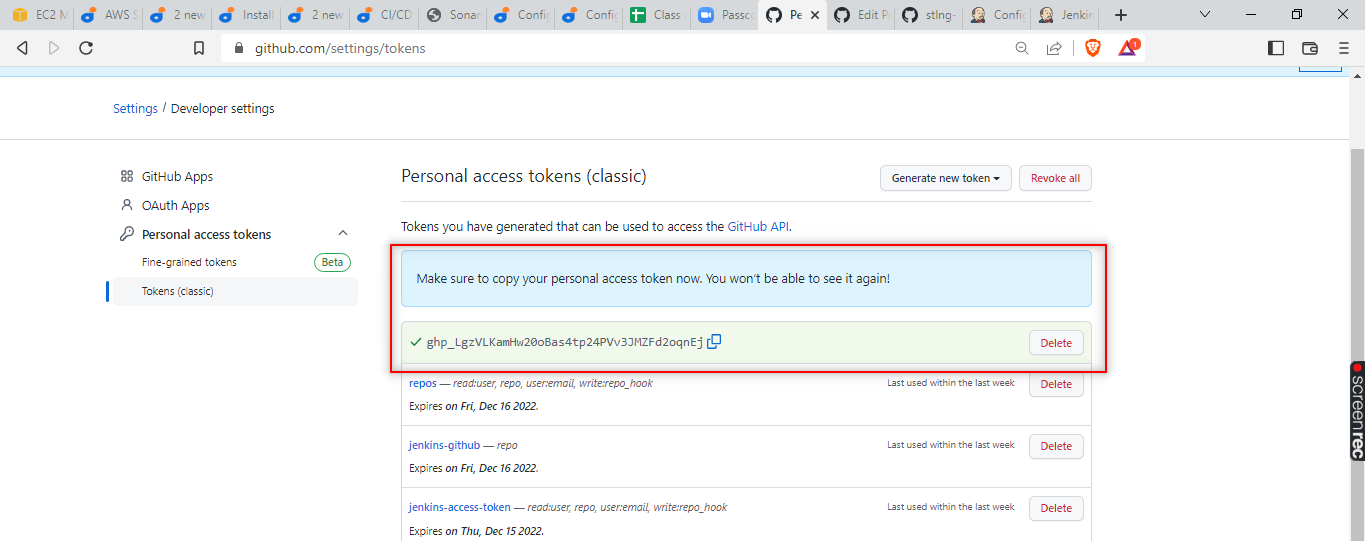 EC2 M
AWS S
2 new
Install
2 new
CI/CD
Sonar
Config
Config
Class
Passco
Pe
Edit P
stlng-
Config
Jenkin
github.com/settings/tokens
1
Settings / Developer settings
GitHub Apps
OAuth Apps
Personal access tokens
Fine-grained tokens Beta
Tokens (classic)
Personal access tokens (classic)
Generate new token
Revoke all
Tokens you have generated that can be used to access the GitHub API.
Make sure to copy your personal access token now. You won't be able to see it again!
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 Delete
repos — read:user, repo, user:email, write:repo_hook Last used within the last week Delete
Expires on Fri, Dec 16 2022.
jenkins-github — repo Last used within the last week Delete
Expires on Fri, Dec 16 2022.
jenkins-access-token — read:user, repo, user:email, write:repo_hook Last used within the last week Delete
Expires on Thu, Dec 15 2022.
screenrec